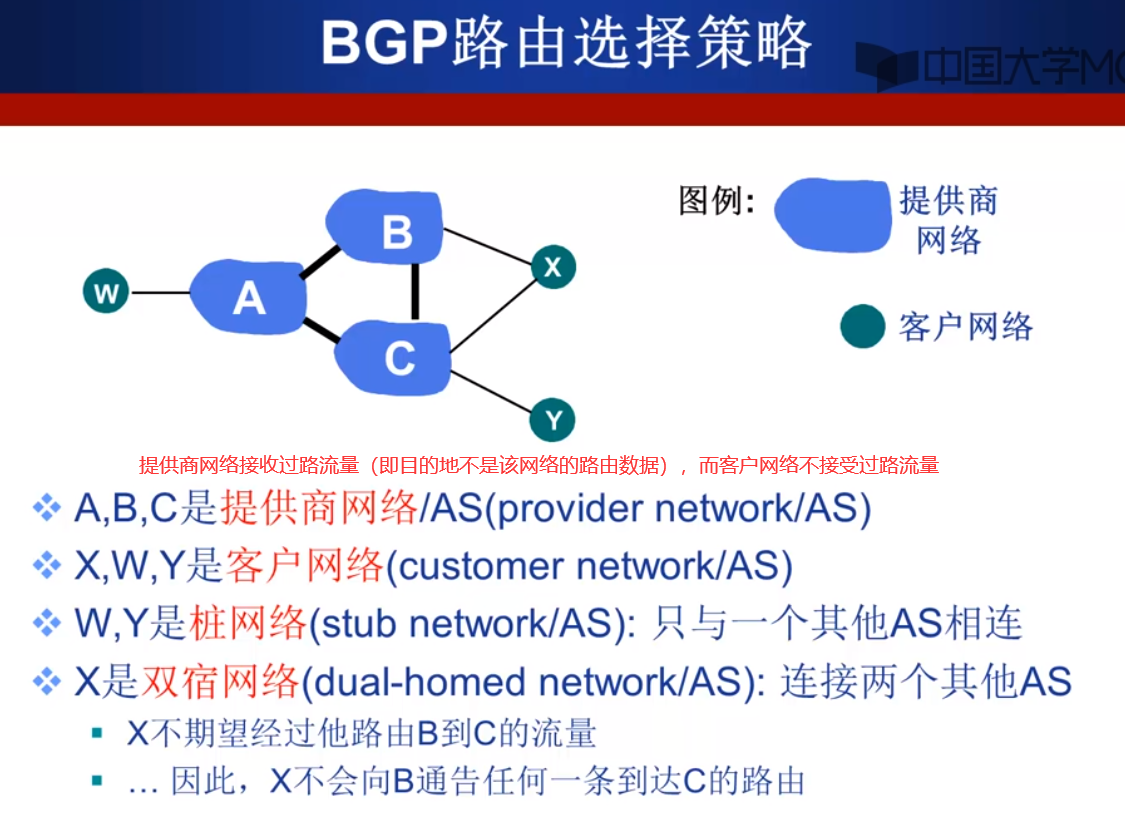 BGP路由选择策略
中国大学MO
B
图例:
提供商
网络
X
W
A
客户网络
C
Y
提供商网络接收过路流量（即目的地不是该网络的路由数据），而客户网络不接受过路流量
A,B,C是提供商网络/AS(provider network/AS)
X,W,Y是客户网络(customer network/AS)
W,Y是桩网络(stub network/AS): 只与一个其他AS相连
X是双宿网络(dual-homed network/AS): 连接两个其他AS
X不期望经过他路由B到C的流量
... 因此，X不会向B通告任何一条到达C的路由